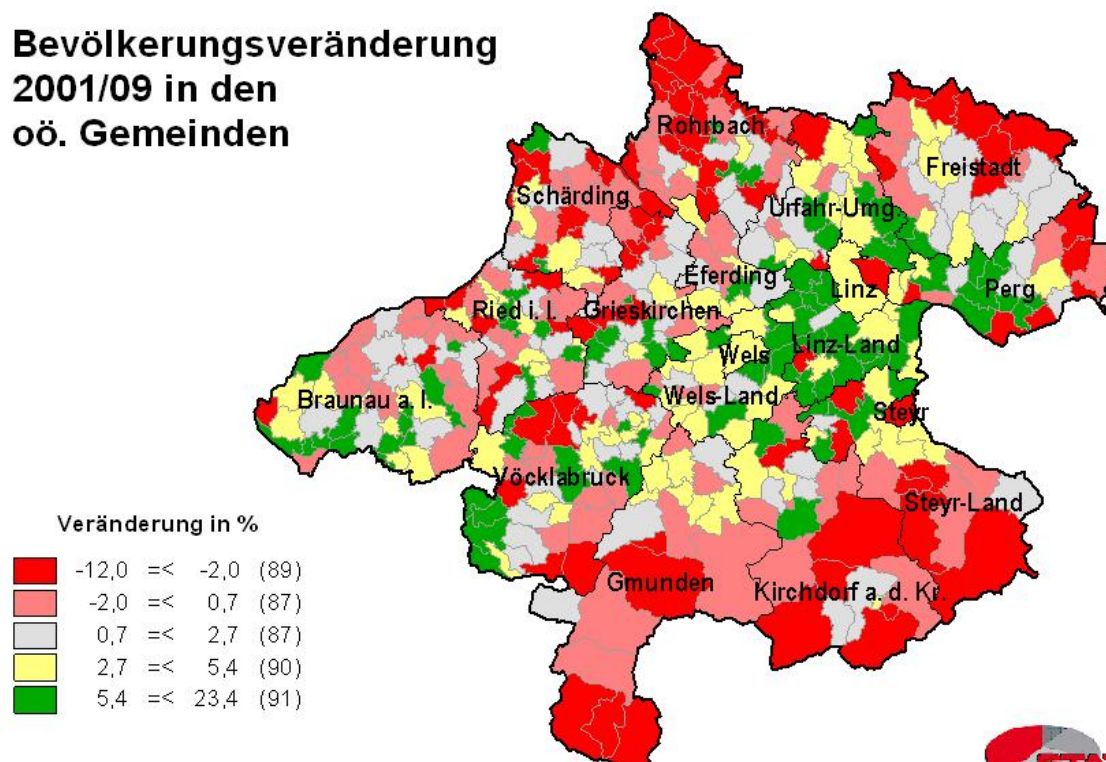 Bevölkerungsveränderung
2001/09 in den
oö. Gemeinden
Rohrbach
Freistadt
Schärding
Urfahr-Umg.
Eferding
Linz
Perg
Ried i. I.
Grieskirchen
Wels
Linz-Land
Braunau a. I.
Wels-Land
Steyr
Vöcklabruck
Steyr-Land
Gmunden
Kirchdorf a. d. Kr.
Veränderung in %
-12,0 =< -2,0 (89)
-2,0 =< 0,7 (87)
0,7 =< 2,7 (87)
2,7 =< 5,4 (90)
5,4 =< 23,4 (91)